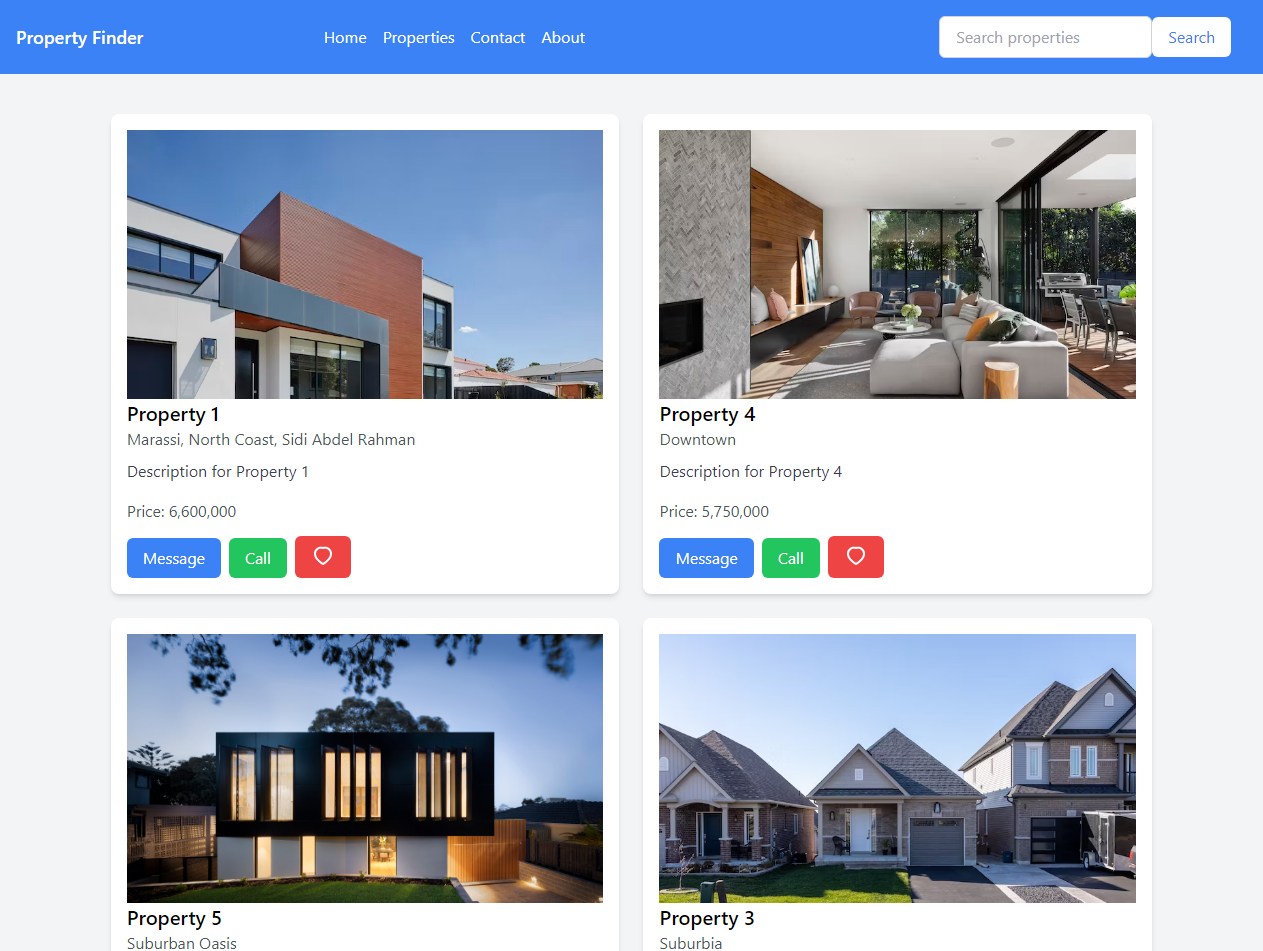 Property Finder
Home Properties Contact About
Search properties
Search
Property 1
Marassi, North Coast, Sidi Abdel Rahman
Description for Property 1
Price: 6,600,000
Message Call
Property 4
Downtown
Description for Property 4
Price: 5,750,000
Message Call
Property 5
Suburban Oasis
Property 3
Suburbia